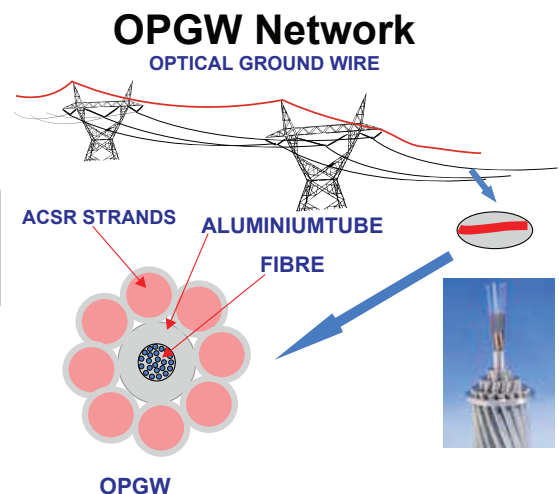 OPGW Network
OPTICAL GROUND WIRE
ACSR STRANDS
ALUMINIUMTUBE
FIBRE
OPGW